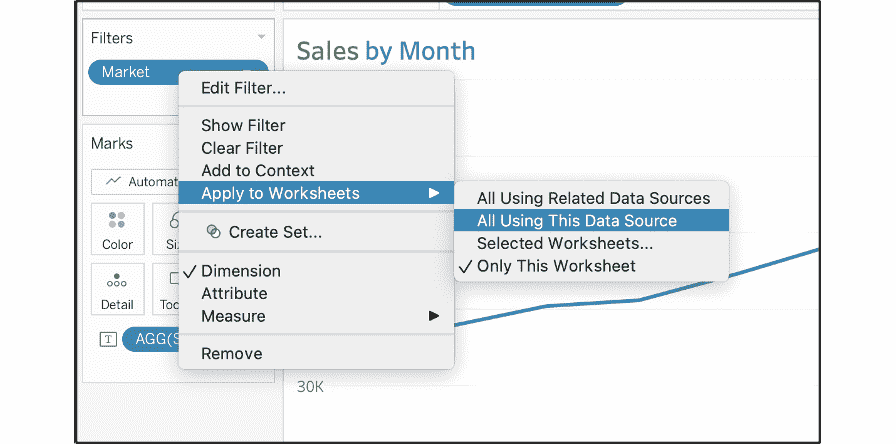 Filters
Market
Sales by Month
Edit Filter...
Show Filter
Clear Filter
Add to Context
Apply to Worksheets
All Using Related Data Sources
All Using This Data Source
Selected Worksheets...
Only This Worksheet
Create Set...
Dimension
Attribute
Measure
Remove
Marks
Automat
Color
Siz
Detail
Too
T
AGG(S
30K